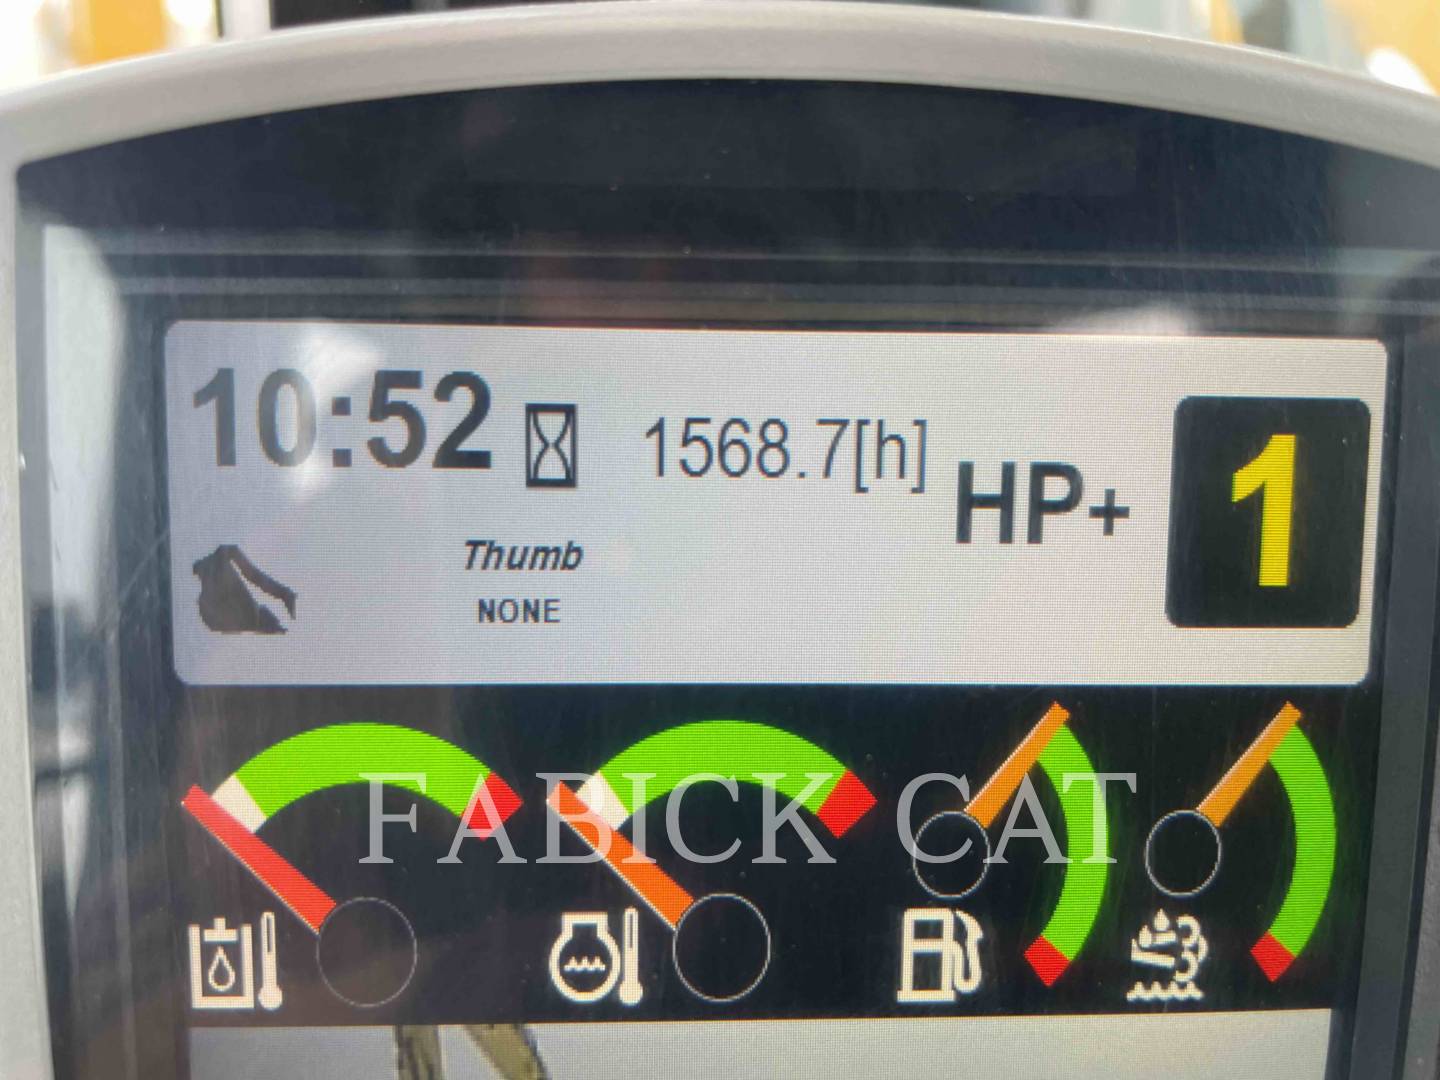 10:52
1568.7[h]
HP+
1
Thumb
NONE
FABICK CAT